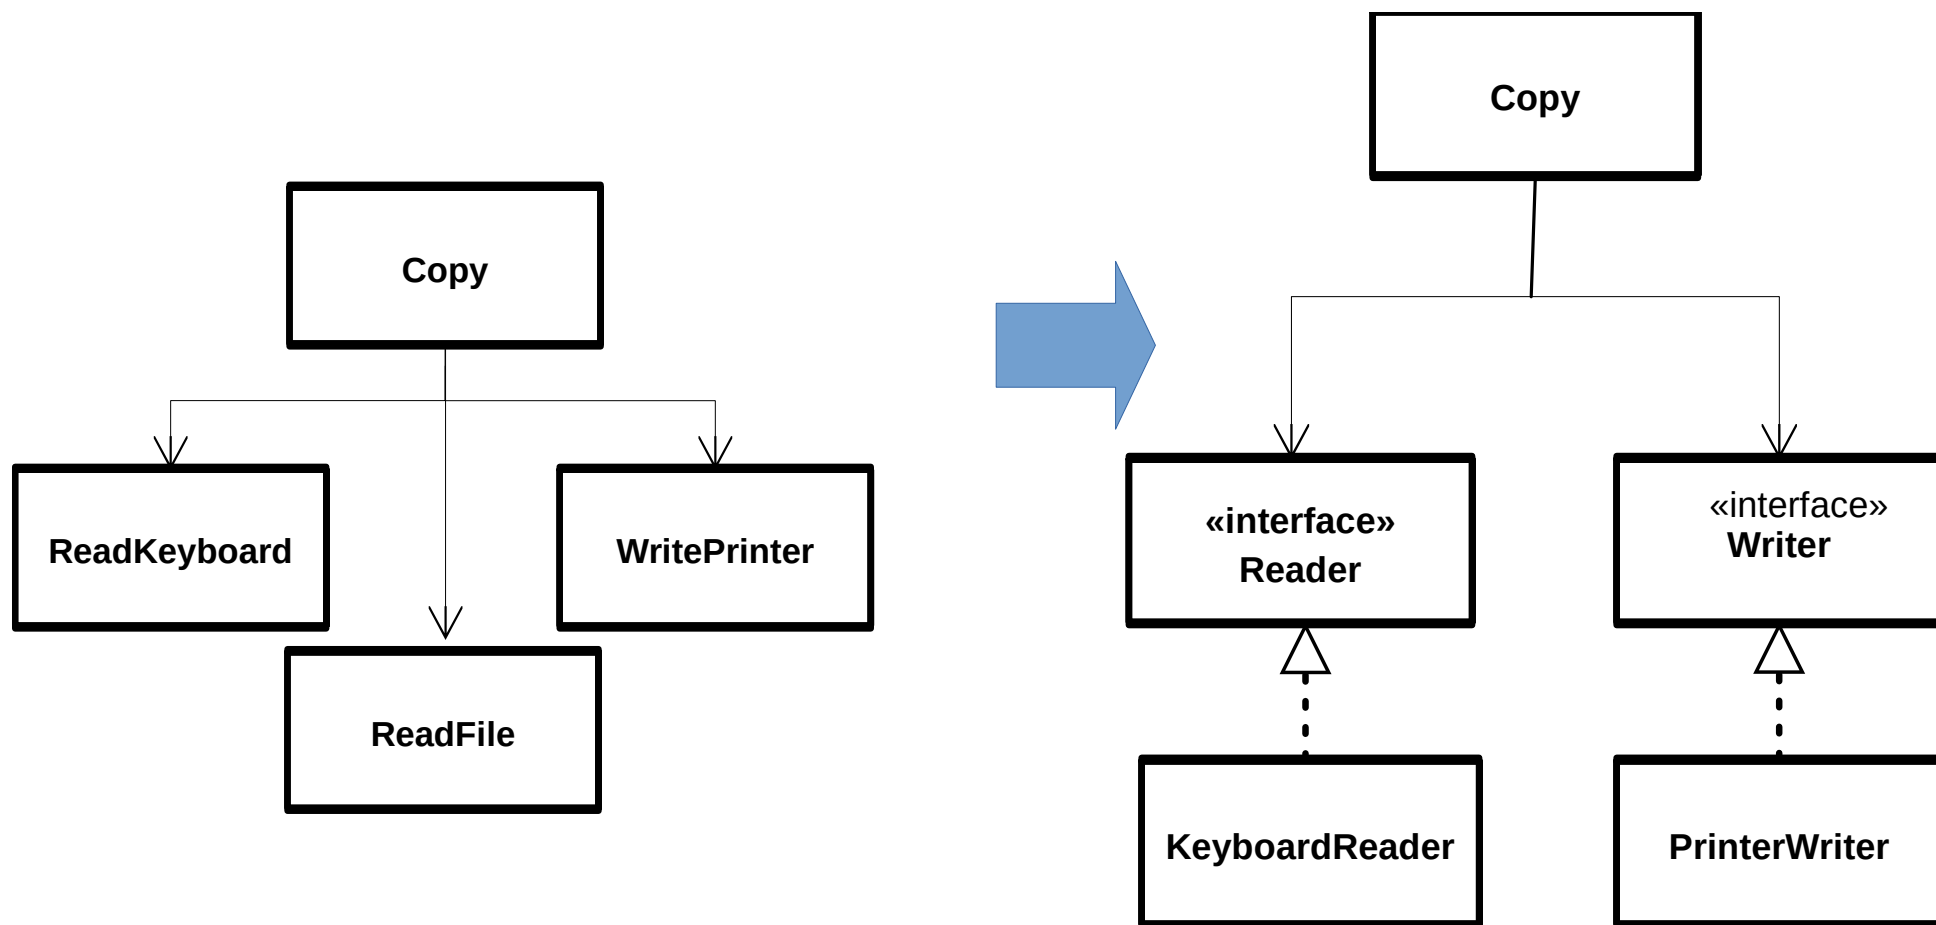 Copy
ReadKeyboard
WritePrinter
ReadFile
Copy
«interface»
Reader
«interface»
Writer
KeyboardReader
PrinterWriter